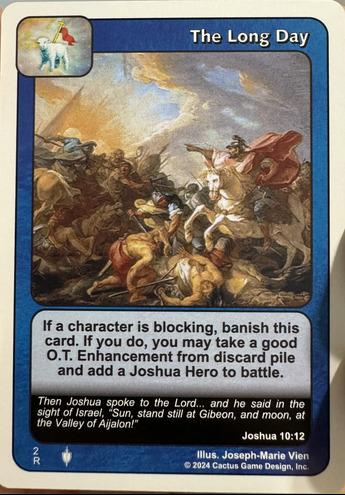 The Long Day
If a character is blocking, banish this
card. If you do, you may take a good
O.T. Enhancement from discard pile
and add a Joshua Hero to battle.
Then Joshua spoke to the Lord... and he said in the
sight of Israel, "Sun, stand still at Gibeon, and moon, at
the Valley of Aijalon!"
Joshua 10:12
2
R
Illus. Joseph-Marie Vien
© 2024 Cactus Game Design, Inc.